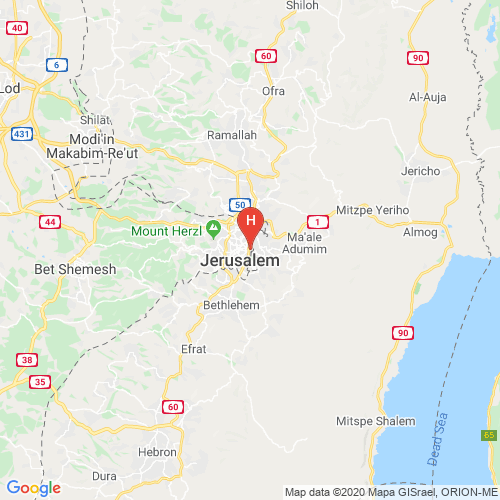 Shiloh
40
60
90
6
Ofra
Lod
Al-Auja
Shilat
431
Ramallah
Modi'in
Makabim-Re'ut
Jericho
50
44
H
1
Mitzpe Yeriho
Mount Herzl
Ma'ale
Adumim
Almog
Jerusalem
Bet Shemesh
Bethlehem
90
Efrat
38
35
60
Mitspe Shalem
Dead Sea
65
Hebron
Dura
Google
Map data ©2020 Mapa GISrael, ORION-ME